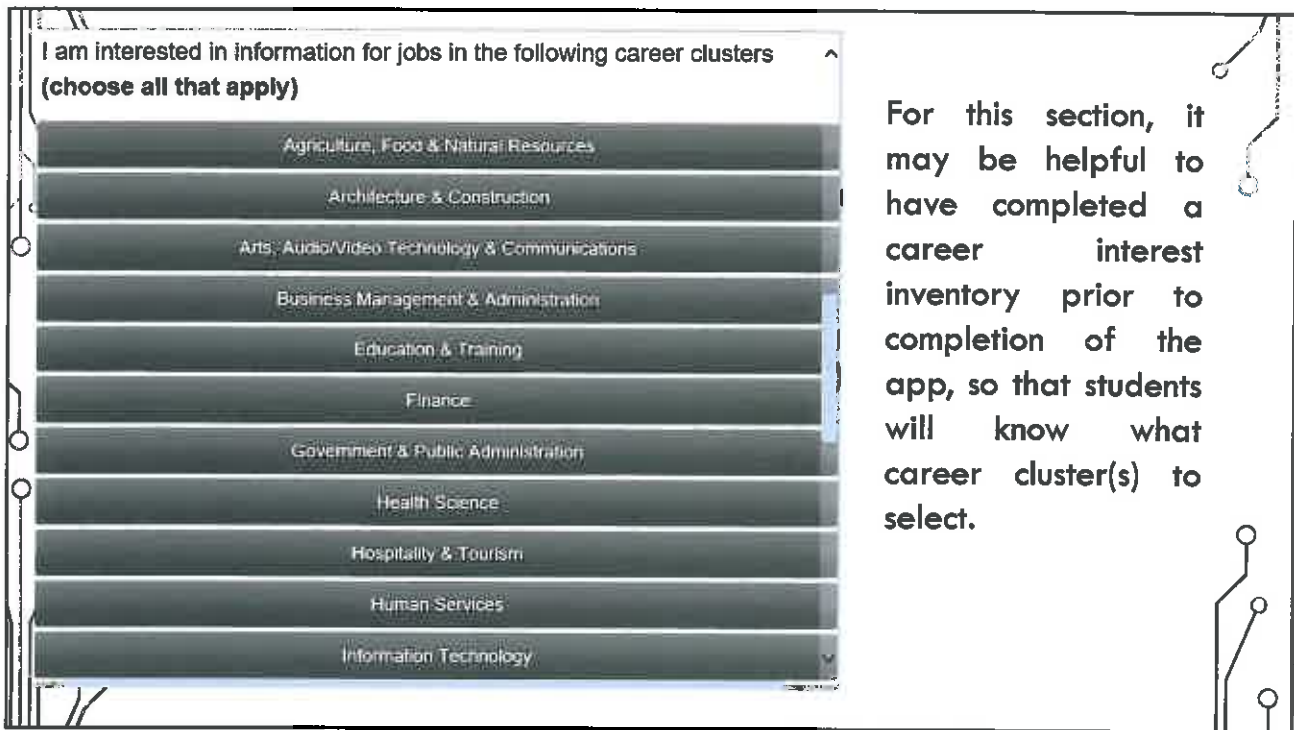 I am interested in information for jobs in the following career clusters
(choose all that apply)
Agriculture, Food & Natural Resources
Architecture & Construction
Arts, Audio/Video Technology & Communications
Business Management & Administration
Education & Training
Finance
Government & Public Administration
Health Science
Hospitality & Tourism
Human Services
Information Technology
For this section, it
may be helpful to
have completed a
career interest
inventory prior to
completion of the
app, so that students
will know what
career cluster(s) to
select.